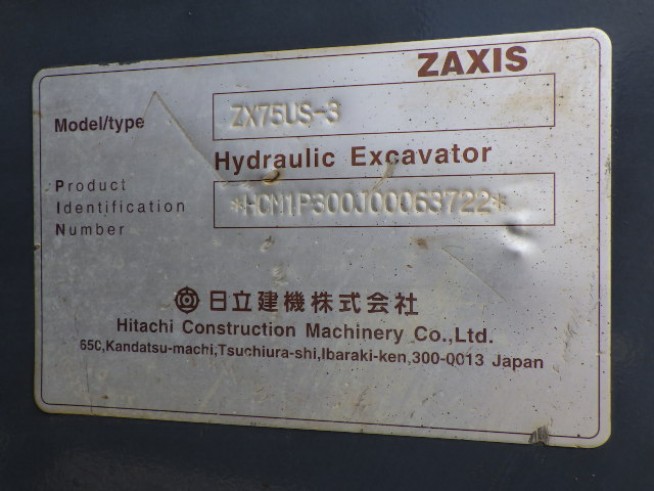 ZAXIS
Model/type ZX75US-3
Hydraulic Excavator
Product
Identification *HCM1P300J00063722*
Number
日立建機株式会社
Hitachi Construction Machinery Co.,Ltd.
650,Kandatsu-machi,Tsuchiura-shi,Ibaraki-ken,300-0013 Japan